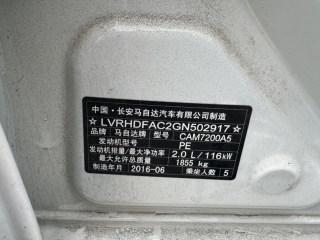 中国·长安马自达汽车有限公司制造
★LVRHDFAC2GN502917★
品牌 马自达牌 型号 CAM7200A5
发动机型号 PE
发动机排量/最大净功率 2.0 L/116kW
最大允许总质量 1855 kg
制造年月 2016-06 乘坐人数 5